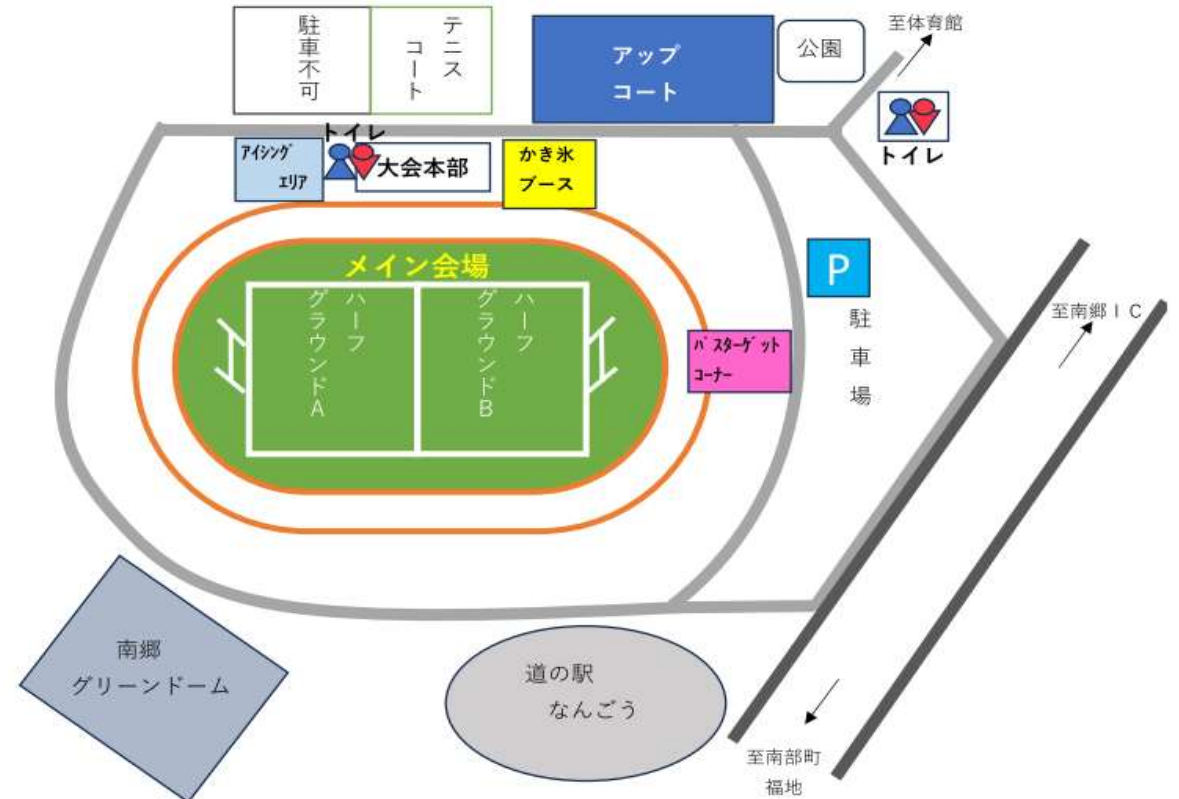 駐車不可
テニス
コート
アップ
コート
公園
至体育館
トイレ
トイレ
アイシング
エリア
大会本部
かき氷
ブース
メイン会場
ハーフ
グラウンドA
ハーフ
グラウンドB
P
駐車場
パスターゲット
コーナー
至南郷IC
南郷
グリーンドーム
道の駅
なんごう
至南部町
福地